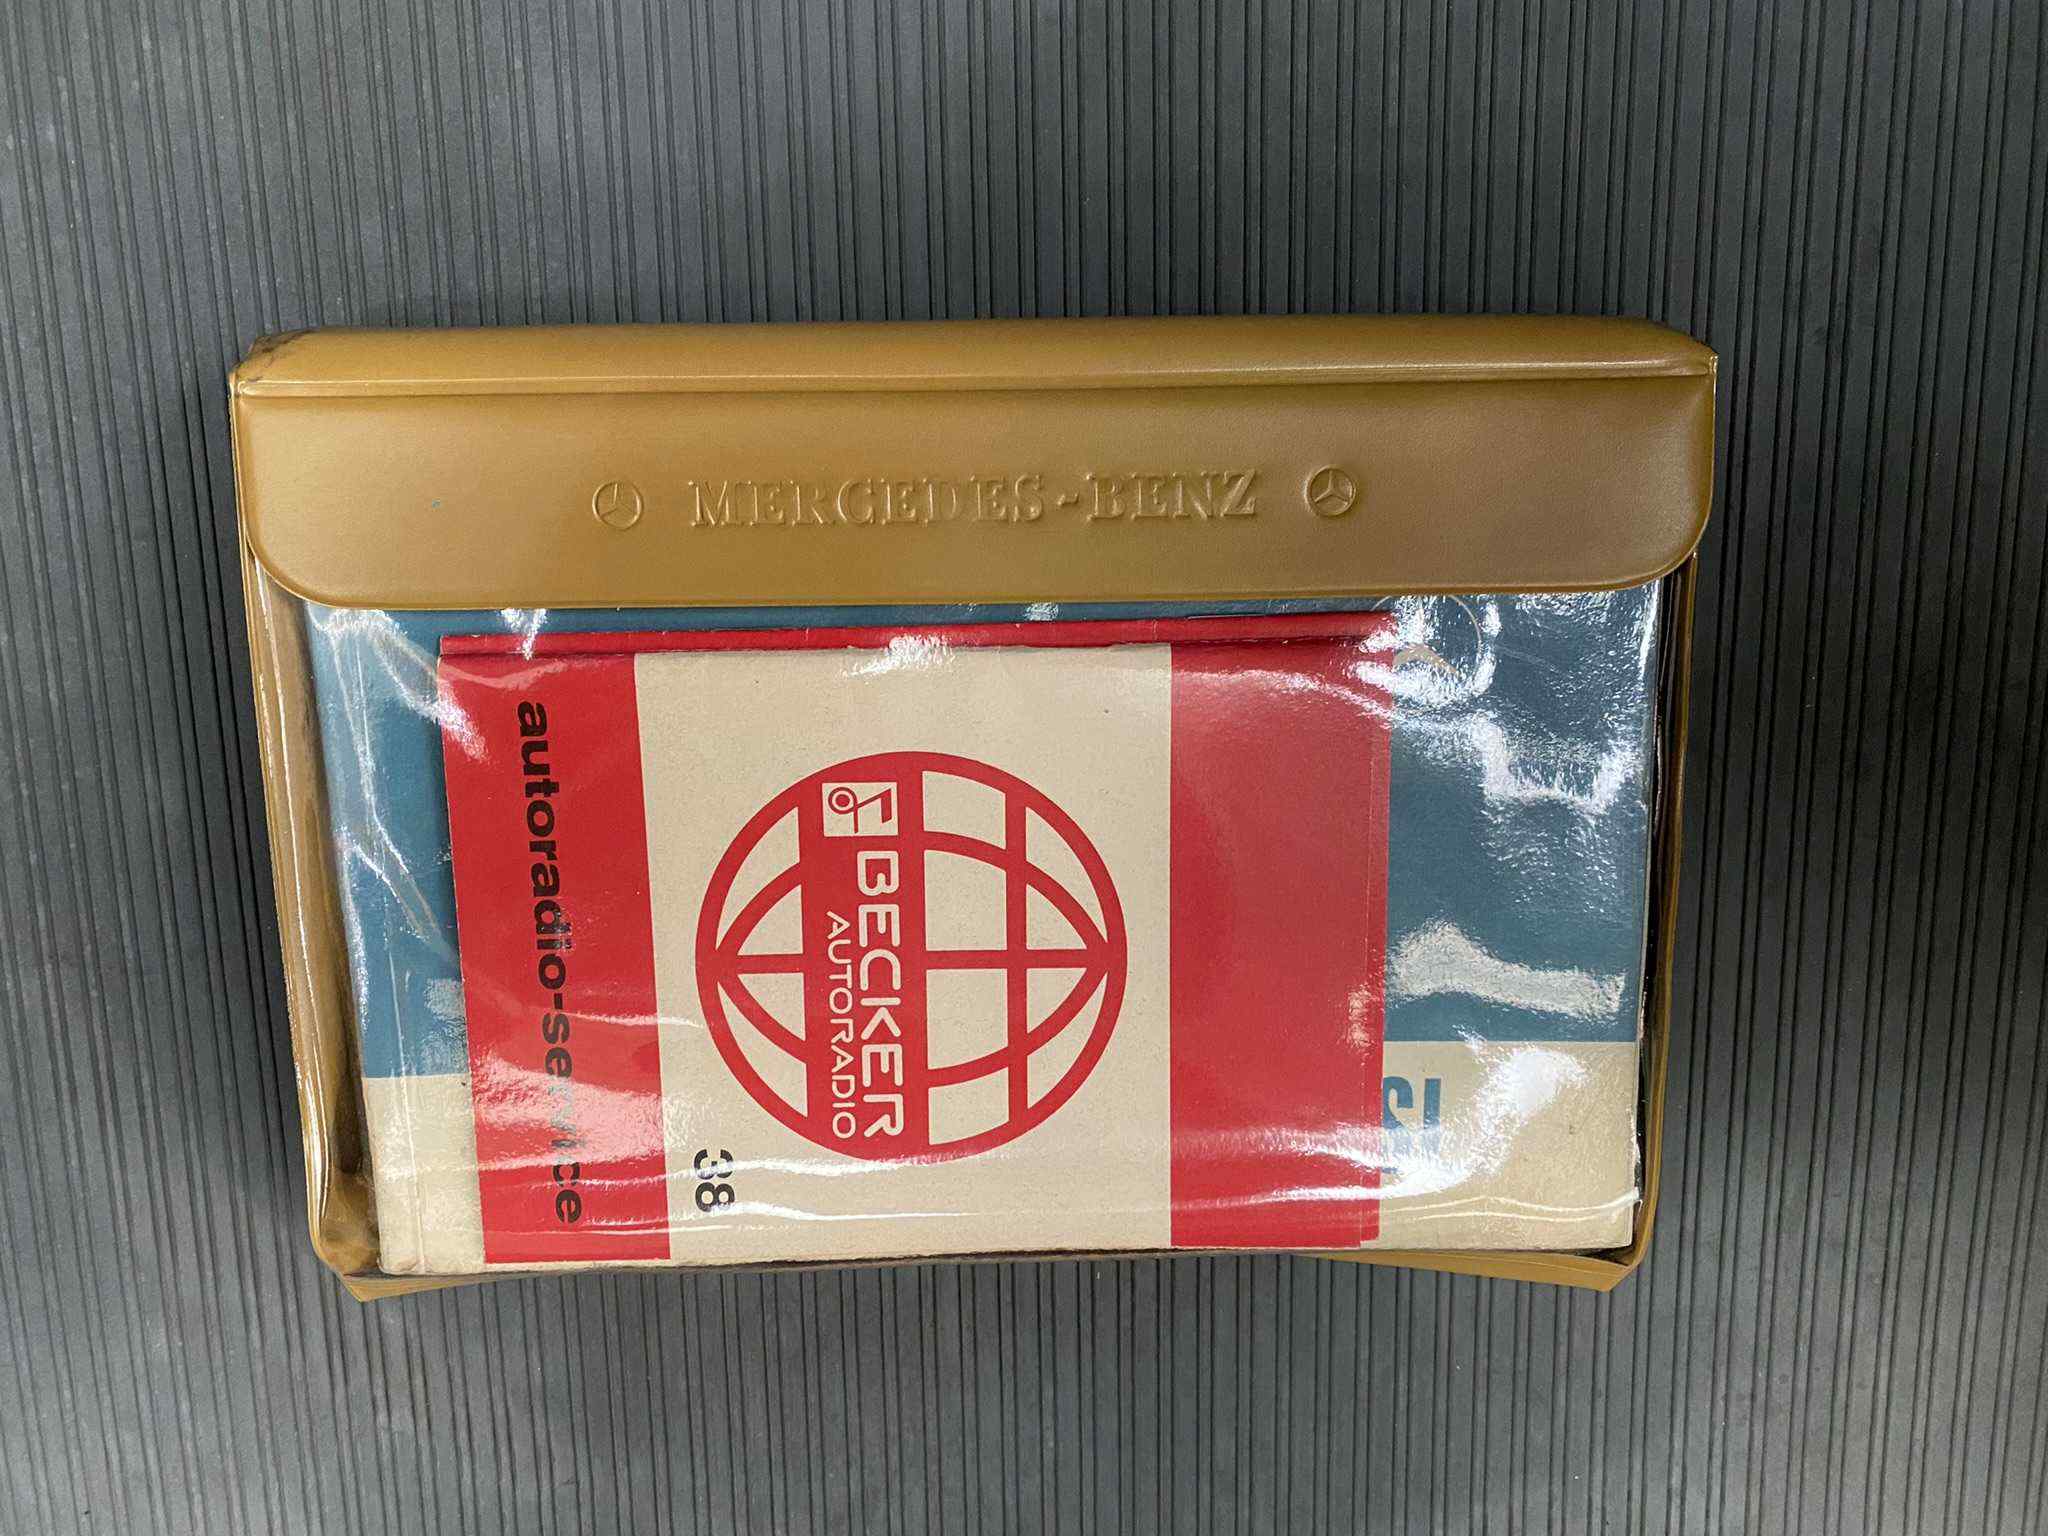 MERCEDES-BENZ
autoradio-service
BECKER
AUTORADIO
38